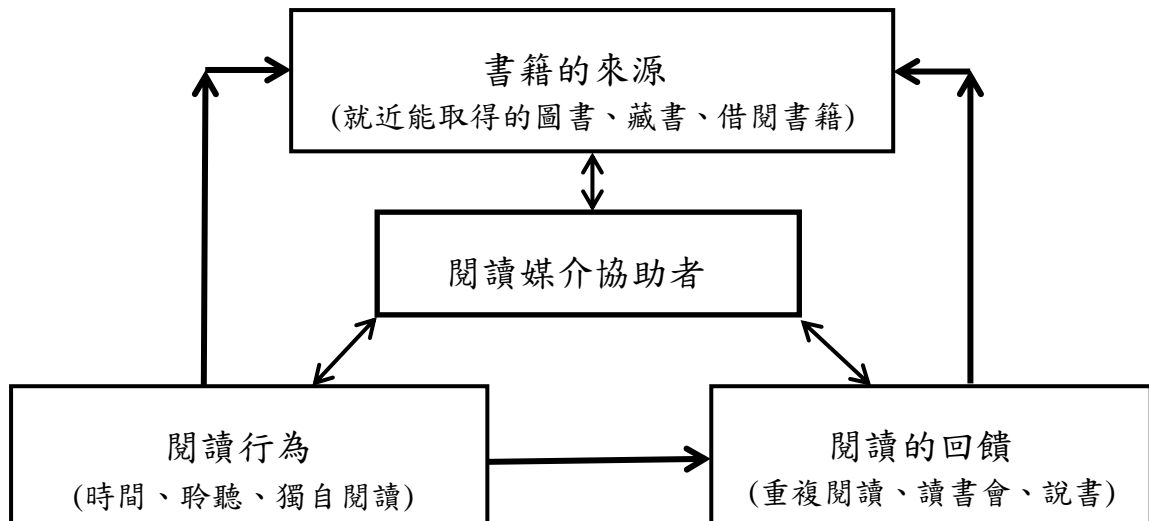 書籍的來源
(就近能取得的圖書、藏書、借閱書籍)
閱讀媒介協助者
閱讀行為
(時間、聆聽、獨自閱讀)
閱讀的回饋
(重複閱讀、讀書會、說書)